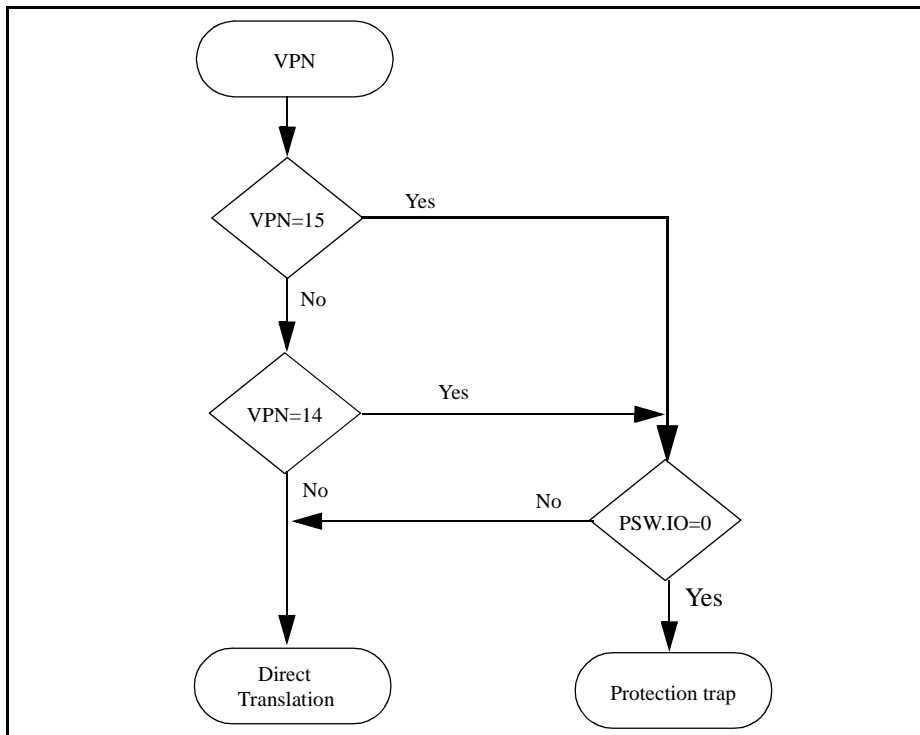 VPN
VPN=15
Yes
No
VPN=14
Yes
No
No
PSW.IO=0
Yes
Direct
Translation
Protection trap